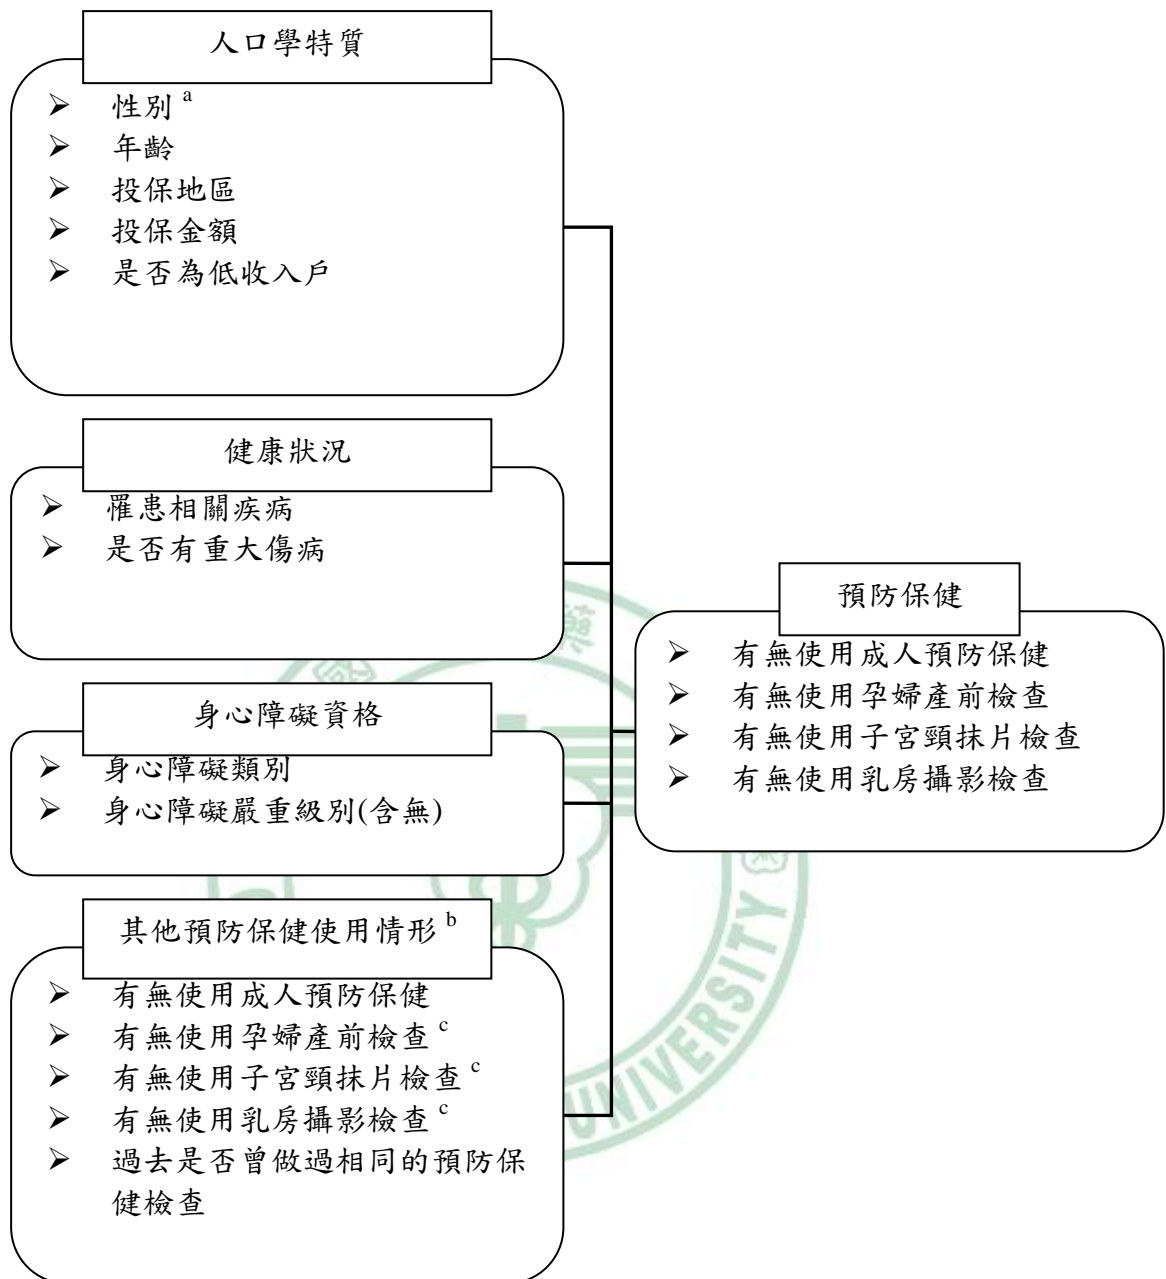 人口學特質
➢ 性別 a
➢ 年齡
➢ 投保地區
➢ 投保金額
➢ 是否為低收入戶
健康狀況
➢ 罹患相關疾病
➢ 是否有重大傷病
身心障礙資格
➢ 身心障礙類別
➢ 身心障礙嚴重級別(含無)
其他預防保健使用情形 b
➢ 有無使用成人預防保健
➢ 有無使用孕婦產前檢查 c
➢ 有無使用子宮頸抹片檢查 c
➢ 有無使用乳房攝影檢查 c
➢ 過去是否曾做過相同的預防保
健檢查
預防保健
➢ 有無使用成人預防保健
➢ 有無使用孕婦產前檢查
➢ 有無使用子宮頸抹片檢查
➢ 有無使用乳房攝影檢查
國
藥
UNIVERSITY